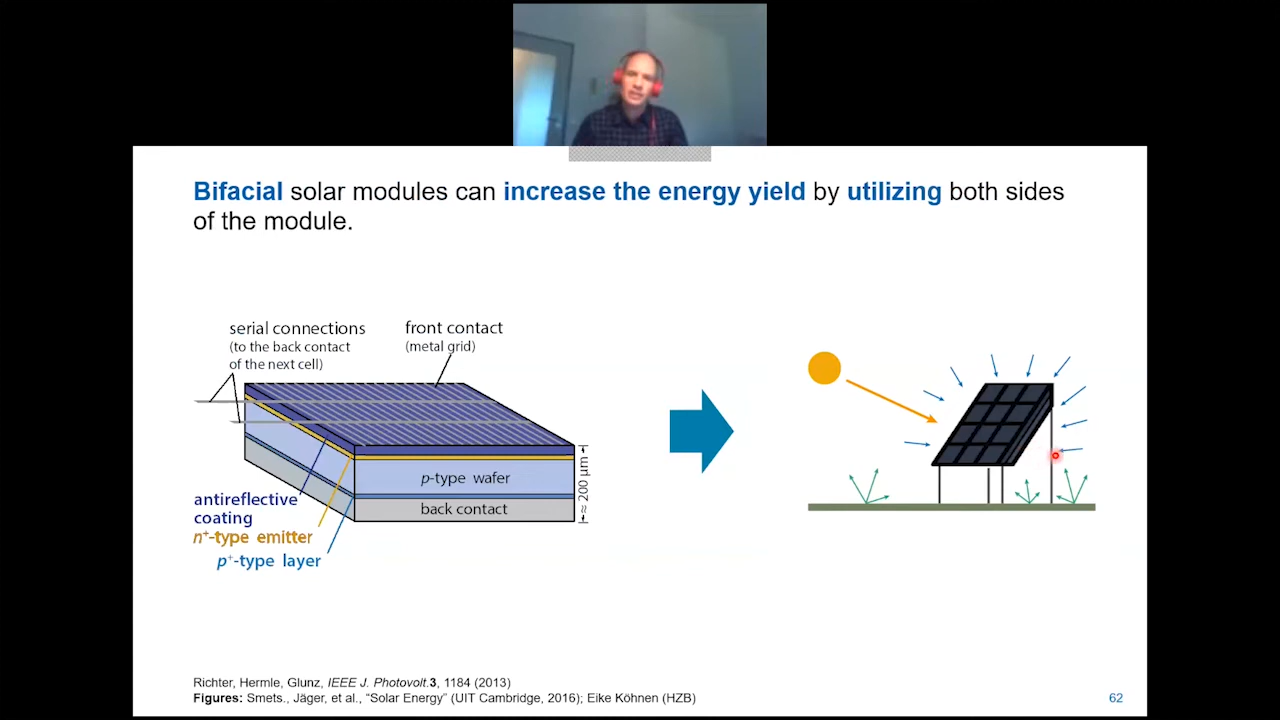 Bifacial solar modules can increase the energy yield by utilizing both sides
of the module.
serial connections
(to the back contact
of the next cell)
front contact
(metal grid)
p-type wafer
back contact
≈ 200 µm
antireflective
coating
n⁺-type emitter
p⁺-type layer
Richter, Hermle, Glunz, IEEE J. Photovolt.3, 1184 (2013)
Figures: Smets., Jäger, et al., “Solar Energy” (UIT Cambridge, 2016); Eike Köhnen (HZB)
62